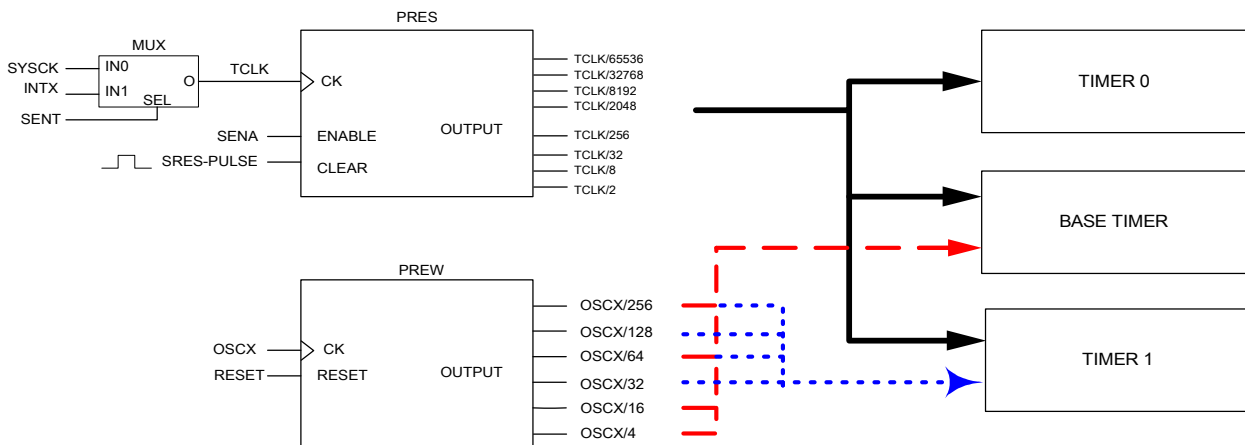 PRES
MUX
SYSCK
INTX
SENT
IN0
IN1
O
SEL
TCLK
CK
ENABLE
CLEAR
OUTPUT
SENA
SRES-PULSE
TCLK/65536
TCLK/32768
TCLK/8192
TCLK/2048
TCLK/256
TCLK/32
TCLK/8
TCLK/2
TIMER 0
BASE TIMER
TIMER 1
PREW
OSCX
RESET
CK
RESET
OUTPUT
OSCX/256
OSCX/128
OSCX/64
OSCX/32
OSCX/16
OSCX/4